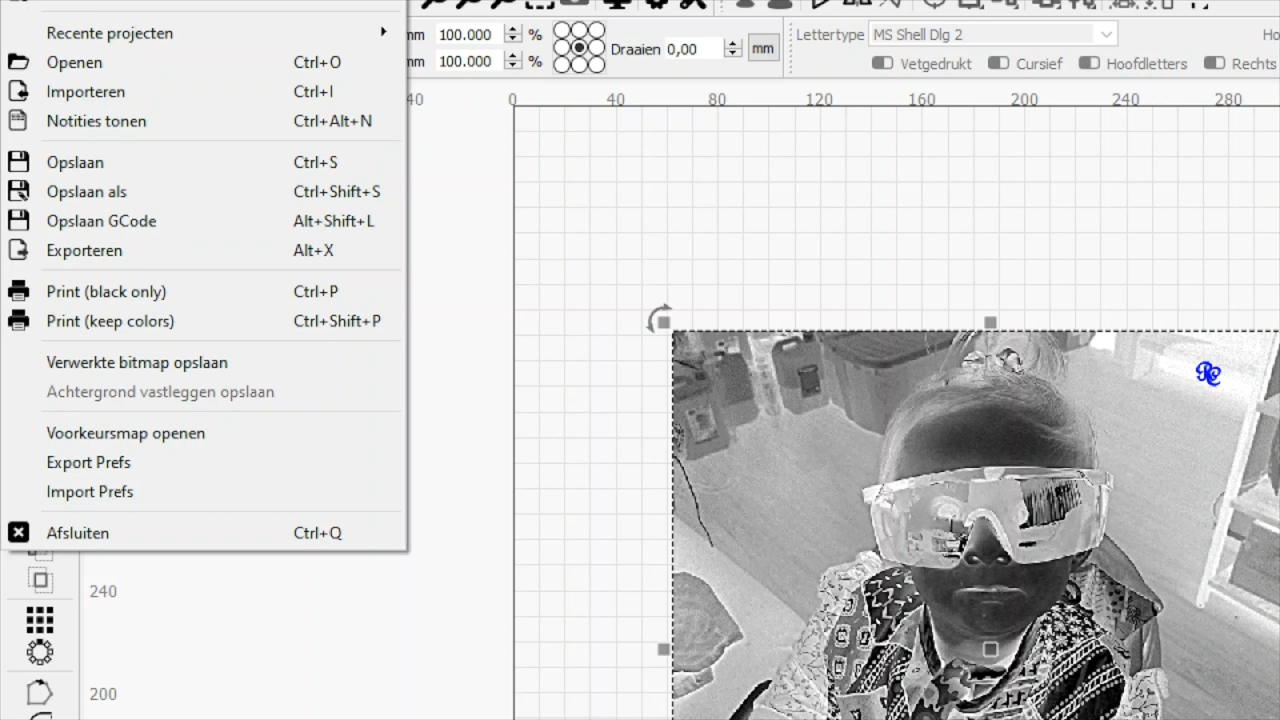 Recente projecten
Openen Ctrl+O
Importeren Ctrl+I
Notities tonen Ctrl+Alt+N
Opslaan Ctrl+S
Opslaan als Ctrl+Shift+S
Opslaan GCode Alt+Shift+L
Exporteren Alt+X
Print (black only) Ctrl+P
Print (keep colors) Ctrl+Shift+P
Verwerkte bitmap opslaan
Achtergrond vastleggen opslaan
Voorkeursmap openen
Export Prefs
Import Prefs
Afsluiten Ctrl+Q
mm 100.000 %
mm 100.000 %
Draaien 0,00 mm
Lettertype MS Shell Dlg 2 Ho
Vetgedrukt Cursief Hoofdletters Rechts
40 0 40 80 120 160 200 240 280
240
200